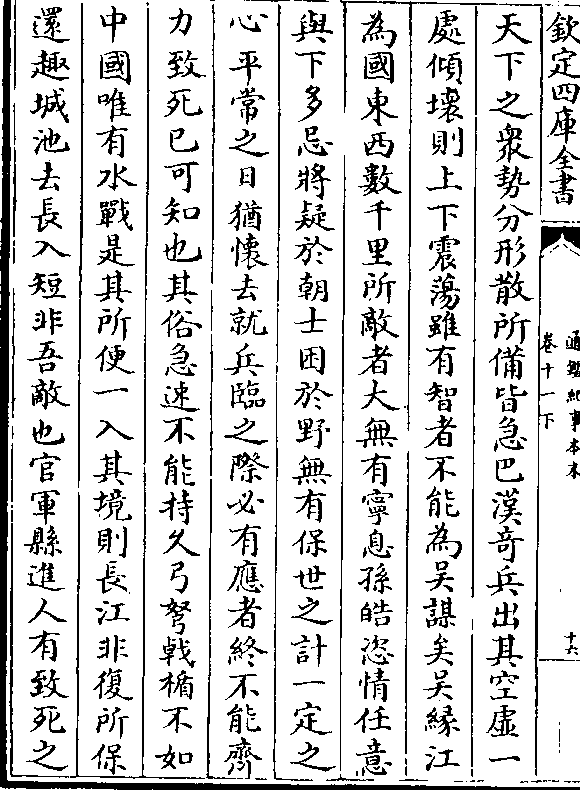 欽定四庫全書
通鑑紀事本末
卷十一下
十六
天下之衆勢分形散所備皆急巴漢奇兵出其空虚一
處傾壞則上下震蕩雖有智者不能為吴謀矣吴緣江
為國東西數千里所敵者大無有寧息孫皓恣情任意
與下多忌將疑於朝士困於野無有保世之計一定之
心平常之日猶懷去就兵臨之際必有應者終不能齊
力致死已可知也其俗急速不能持久弓弩戟楯不如
中國唯有水戰是其所便一入其境則長江非復所保
還趣城池去長入短非吾敵也官軍縣進人有致死之